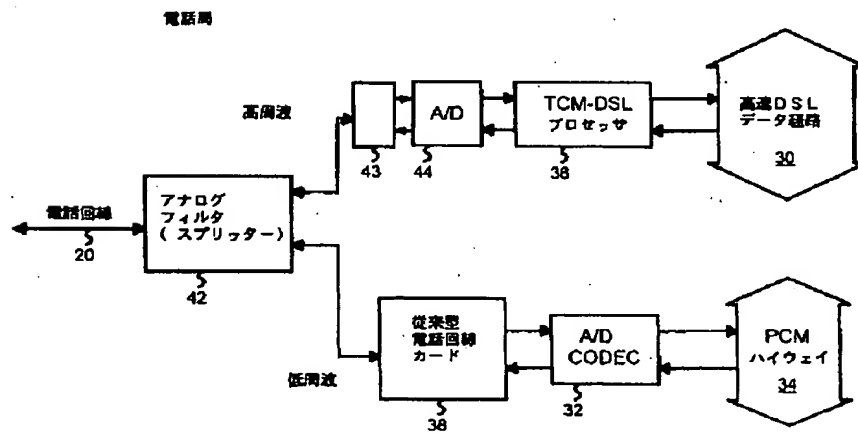 電話局
高周波
A/D
TCM-DSL
プロセッサ
高速DSL
データ経路
30
43
44
38
電話回線
20
アナログ
フィルタ
(スプリッター)
42
従来型
電話回線
カード
A/D
CODEC
PCM
ハイウェイ
34
低周波
38
32